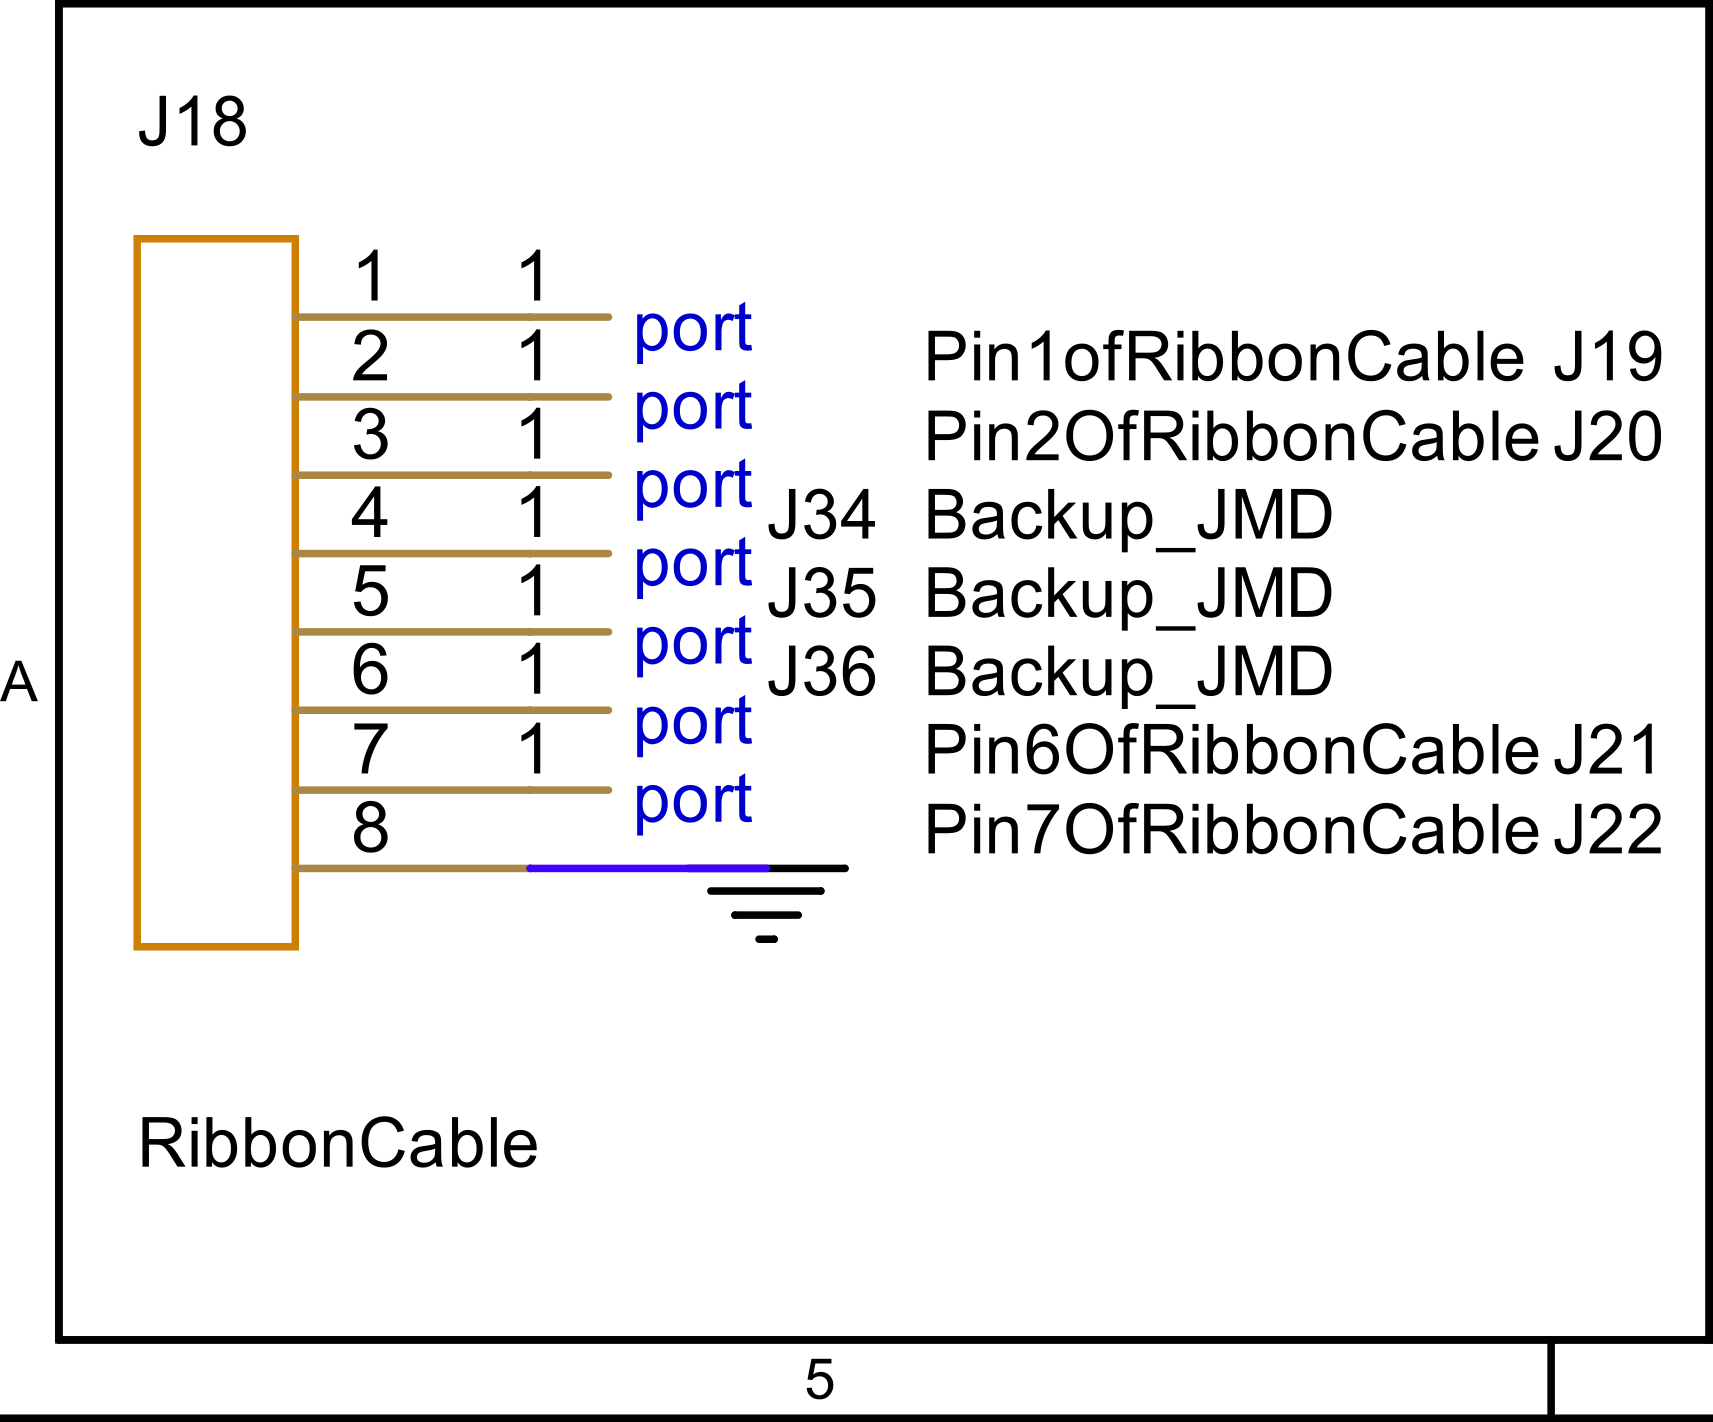 J18
1 1
port
2 1 Pin1ofRibbonCable J19
port
3 1 Pin2OfRibbonCable J20
port
4 1 J34 Backup_JMD
port
5 1 J35 Backup_JMD
port
6 1 J36 Backup_JMD
port
7 1 Pin6OfRibbonCable J21
port
8 Pin7OfRibbonCable J22
A
RibbonCable
5